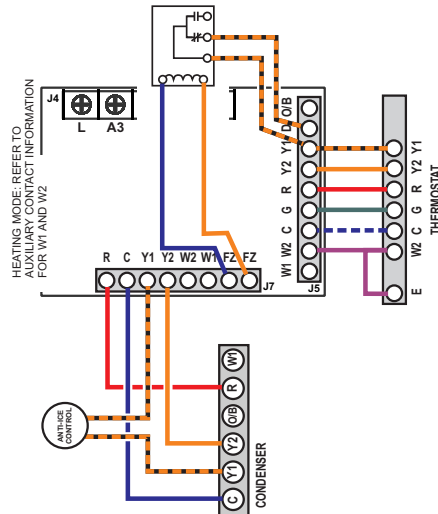 J4
L A3
HEATING MODE: REFER TO
AUXILIARY CONTACT INFORMATION
FOR W1 AND W2
O/B
D
Y1
Y2
R
G
C
W2
W1
J5
Y1
Y2
R
G
C
W2
E
THERMOSTAT
R C Y1 Y2 W2 W1 FZ FZ
J7
ANTI-ICE
CONTROL
W1
R
O/B
Y2
Y1
C
CONDENSER